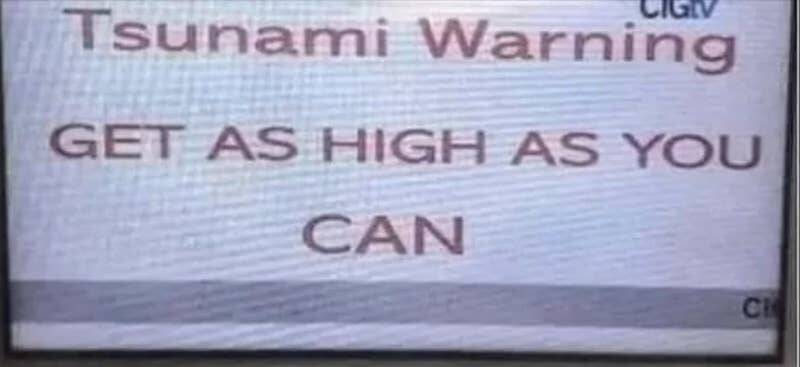 CIGtv
Tsunami Warning
GET AS HIGH AS YOU
CAN